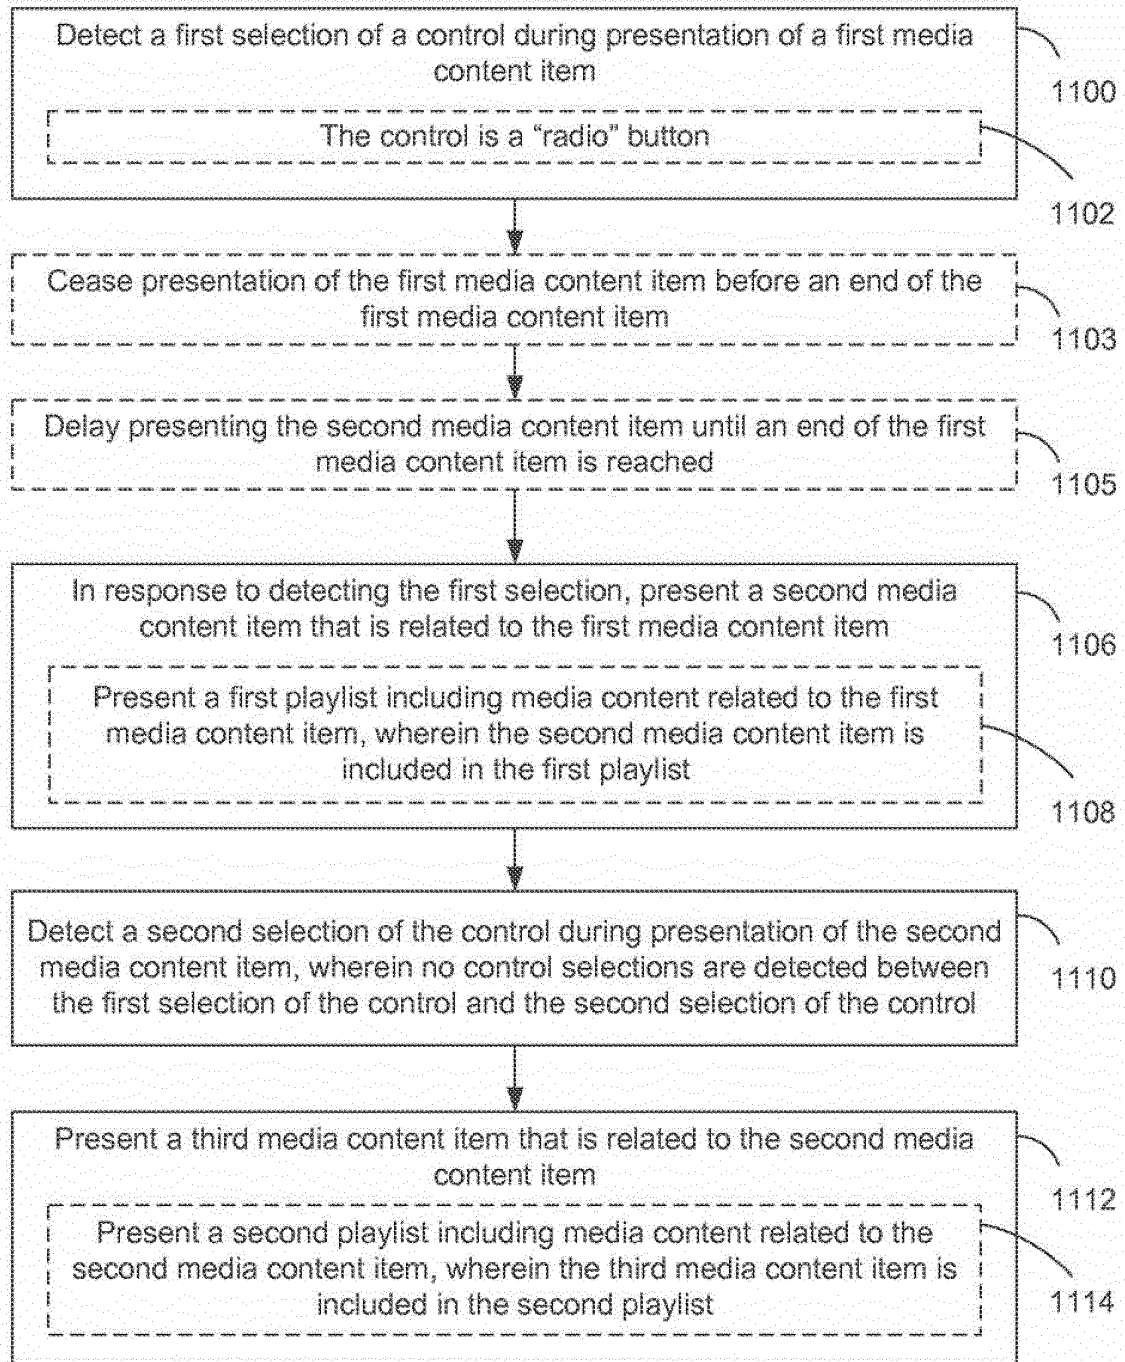 Detect a first selection of a control during presentation of a first media
content item
1100
The control is a "radio" button
1102
Cease presentation of the first media content item before an end of the
first media content item
1103
Delay presenting the second media content item until an end of the first
media content item is reached
1105
In response to detecting the first selection, present a second media
content item that is related to the first media content item
1106
Present a first playlist including media content related to the first
media content item, wherein the second media content item is
included in the first playlist
1108
Detect a second selection of the control during presentation of the second
media content item, wherein no control selections are detected between
the first selection of the control and the second selection of the control
1110
Present a third media content item that is related to the second media
content item
1112
Present a second playlist including media content related to the
second media content item, wherein the third media content item is
included in the second playlist
1114